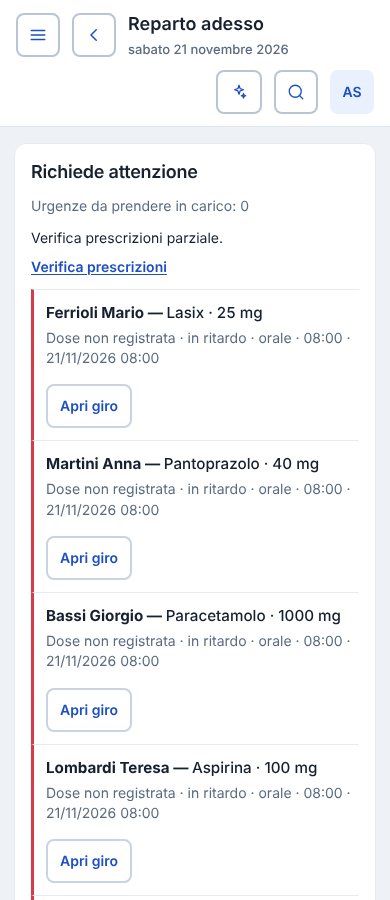 Reparto adesso
sabato 21 novembre 2026
AS
Richiede attenzione
Urgenze da prendere in carico: 0
Verifica prescrizioni parziale.
Verifica prescrizioni
Ferrioli Mario — Lasix · 25 mg
Dose non registrata · in ritardo · orale · 08:00 ·
21/11/2026 08:00
Apri giro
Martini Anna — Pantoprazolo · 40 mg
Dose non registrata · in ritardo · orale · 08:00 ·
21/11/2026 08:00
Apri giro
Bassi Giorgio — Paracetamolo · 1000 mg
Dose non registrata · in ritardo · orale · 08:00 ·
21/11/2026 08:00
Apri giro
Lombardi Teresa — Aspirina · 100 mg
Dose non registrata · in ritardo · orale · 08:00 ·
21/11/2026 08:00
Apri giro